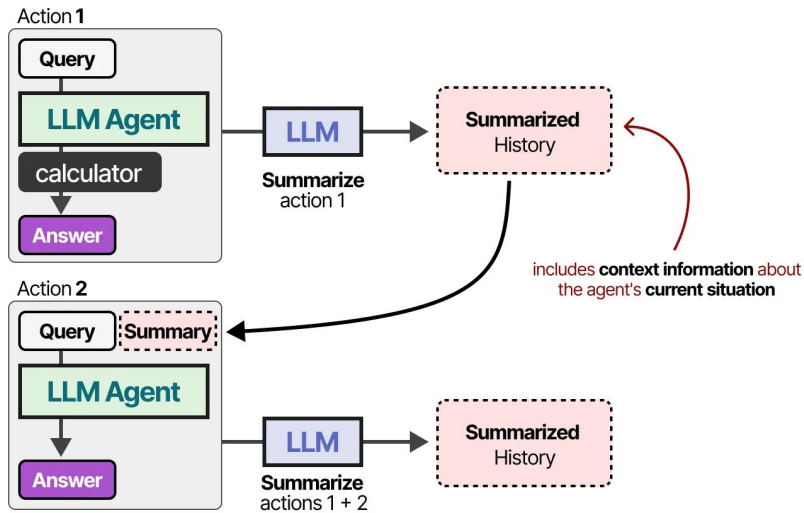 Action 1
Query
LLM Agent
calculator
Answer
LLM
Summarize
action 1
Summarized
History
includes context information about
the agent's current situation
Action 2
Query
Summary
LLM Agent
Answer
LLM
Summarize
actions 1 + 2
Summarized
History